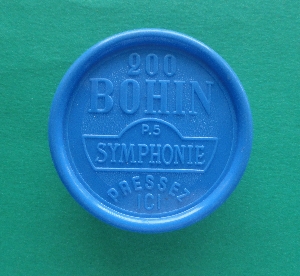 200
BOHIN
P.5
SYMPHONIE
PRESSEZ
ICI